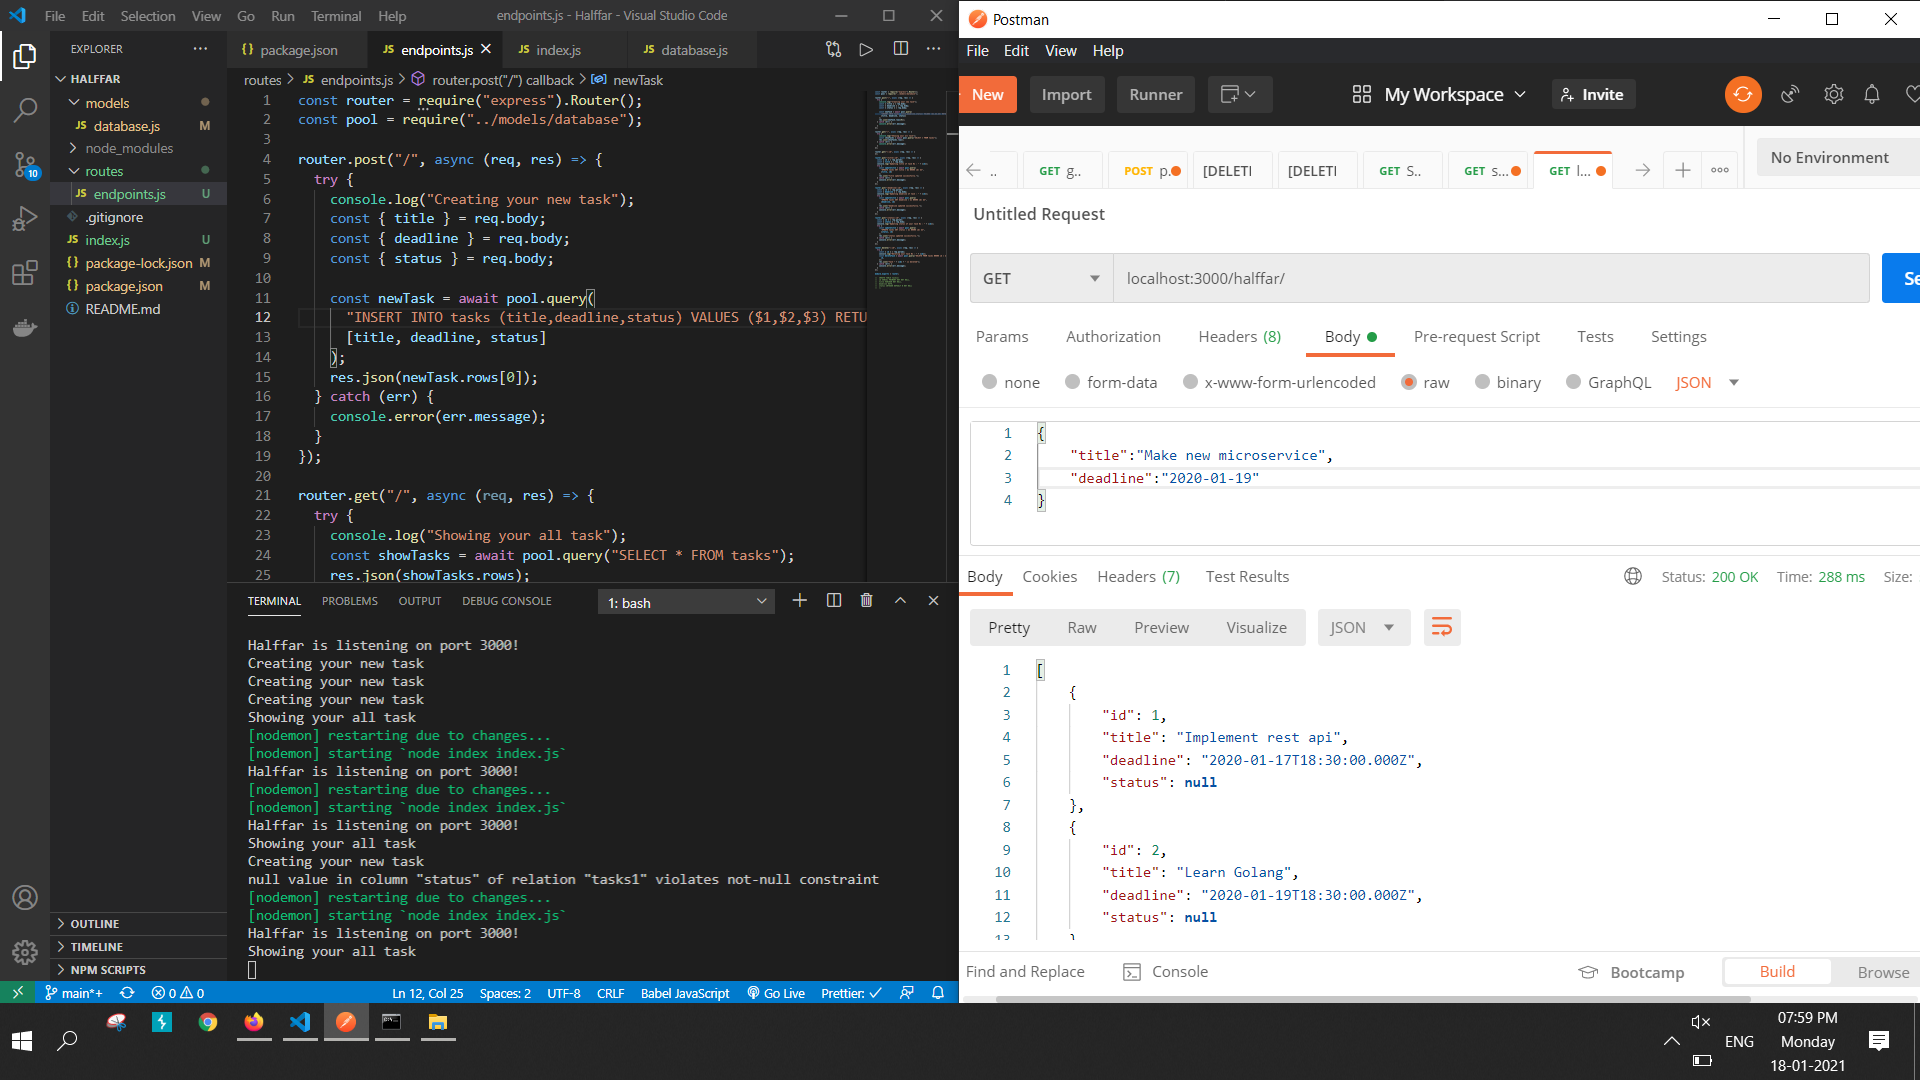 File Edit Selection View Go Run Terminal Help
endpoints.js - Halffar - Visual Studio Code
EXPLORER
HALFFAR
models
JS database.js M
node_modules
routes
JS endpoints.js U
.gitignore
JS index.js U
{} package-lock.json M
{} package.json M
README.md
10
OUTLINE
TIMELINE
NPM SCRIPTS
{} package.json
JS endpoints.js
JS index.js
JS database.js
routes > JS endpoints.js > router.post("/") callback > newTask
1 const router = require("express").Router();
2 const pool = require("../models/database");
3
4 router.post("/", async (req, res) => {
5 try {
6 console.log("Creating your new task");
7 const { title } = req.body;
8 const { deadline } = req.body;
9 const { status } = req.body;
10
11 const newTask = await pool.query(
12 "INSERT INTO tasks (title,deadline,status) VALUES ($1,$2,$3) RETU
13 [title, deadline, status]
14 );
15 res.json(newTask.rows[0]);
16 } catch (err) {
17 console.error(err.message);
18 }
19 });
20
21 router.get("/", async (req, res) => {
22 try {
23 console.log("Showing your all task");
24 const showTasks = await pool.query("SELECT * FROM tasks");
25 res.json(showTasks.rows);
TERMINAL PROBLEMS OUTPUT DEBUG CONSOLE
1: bash
Halffar is listening on port 3000!
Creating your new task
Creating your new task
Creating your new task
Showing your all task
[nodemon] restarting due to changes...
[nodemon] starting `node index index.js`
Halffar is listening on port 3000!
[nodemon] restarting due to changes...
[nodemon] starting `node index index.js`
Halffar is listening on port 3000!
Showing your all task
Creating your new task
null value in column "status" of relation "tasks1" violates not-null constraint
[nodemon] restarting due to changes...
[nodemon] starting `node index index.js`
Halffar is listening on port 3000!
Showing your all task
main*+ 0 0
Ln 12, Col 25 Spaces: 2 UTF-8 CRLF Babel JavaScript Go Live Prettier: ✓
Postman
File Edit View Help
New Import Runner
My Workspace
Invite
..
GET g..
POST p.
[DELETI
[DELETI
GET S..
GET s...
GET l...
No Environment
Untitled Request
GET
localhost:3000/halffar/
Se
Params Authorization Headers (8) Body Pre-request Script Tests Settings
none form-data x-www-form-urlencoded raw binary GraphQL JSON
1 {
2 "title":"Make new microservice",
3 "deadline":"2020-01-19"
4 }
Body Cookies Headers (7) Test Results
Status: 200 OK Time: 288 ms Size:
Pretty Raw Preview Visualize JSON
1 [
2 {
3 "id": 1,
4 "title": "Implement rest api",
5 "deadline": "2020-01-17T18:30:00.000Z",
6 "status": null
7 },
8 {
9 "id": 2,
10 "title": "Learn Golang",
11 "deadline": "2020-01-19T18:30:00.000Z",
12 "status": null
13 }
Find and Replace Console
Bootcamp Build Browse
ENG
07:59 PM
Monday
18-01-2021